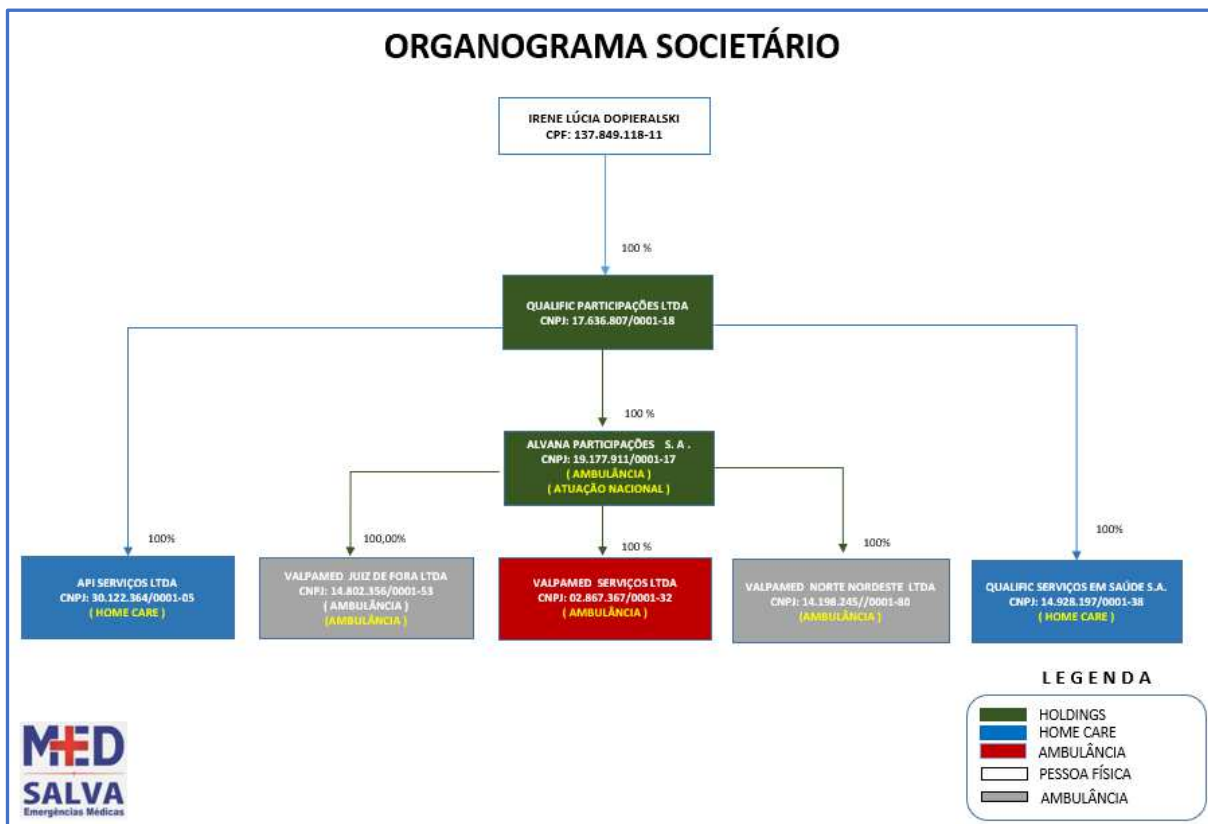 ORGANOGRAMA SOCIETÁRIO
IRENE LÚCIA DOPIERALSKI
CPF: 137.849.118-11
100 %
QUALIFIC PARTICIPAÇÕES LTDA
CNPJ: 17.636.807/0001-18
100 %
ALVANA PARTICIPAÇÕES S. A .
CNPJ: 19.177.911/0001-17
( AMBULÂNCIA )
( ATUAÇÃO NACIONAL )
100%
100,00%
100 %
100%
100%
API SERVIÇOS LTDA
CNPJ: 30.122.364/0001-05
( HOME CARE )
VALPAMED JUIZ DE FORA LTDA
CNPJ: 14.802.356/0001-53
( AMBULÂNCIA )
(AMBULÂNCIA )
VALPAMED SERVIÇOS LTDA
CNPJ: 02.867.367/0001-32
( AMBULÂNCIA )
VALPAMED NORTE NORDESTE LTDA
CNPJ: 14.198.245//0001-80
(AMBULÂNCIA )
QUALIFIC SERVIÇOS EM SAÚDE S.A.
CNPJ: 14.928.197/0001-38
( HOME CARE )
L E G E N D A
HOLDINGS
HOME CARE
AMBULÂNCIA
PESSOA FÍSICA
AMBULÂNCIA
MED
SALVA
Emergências Médicas